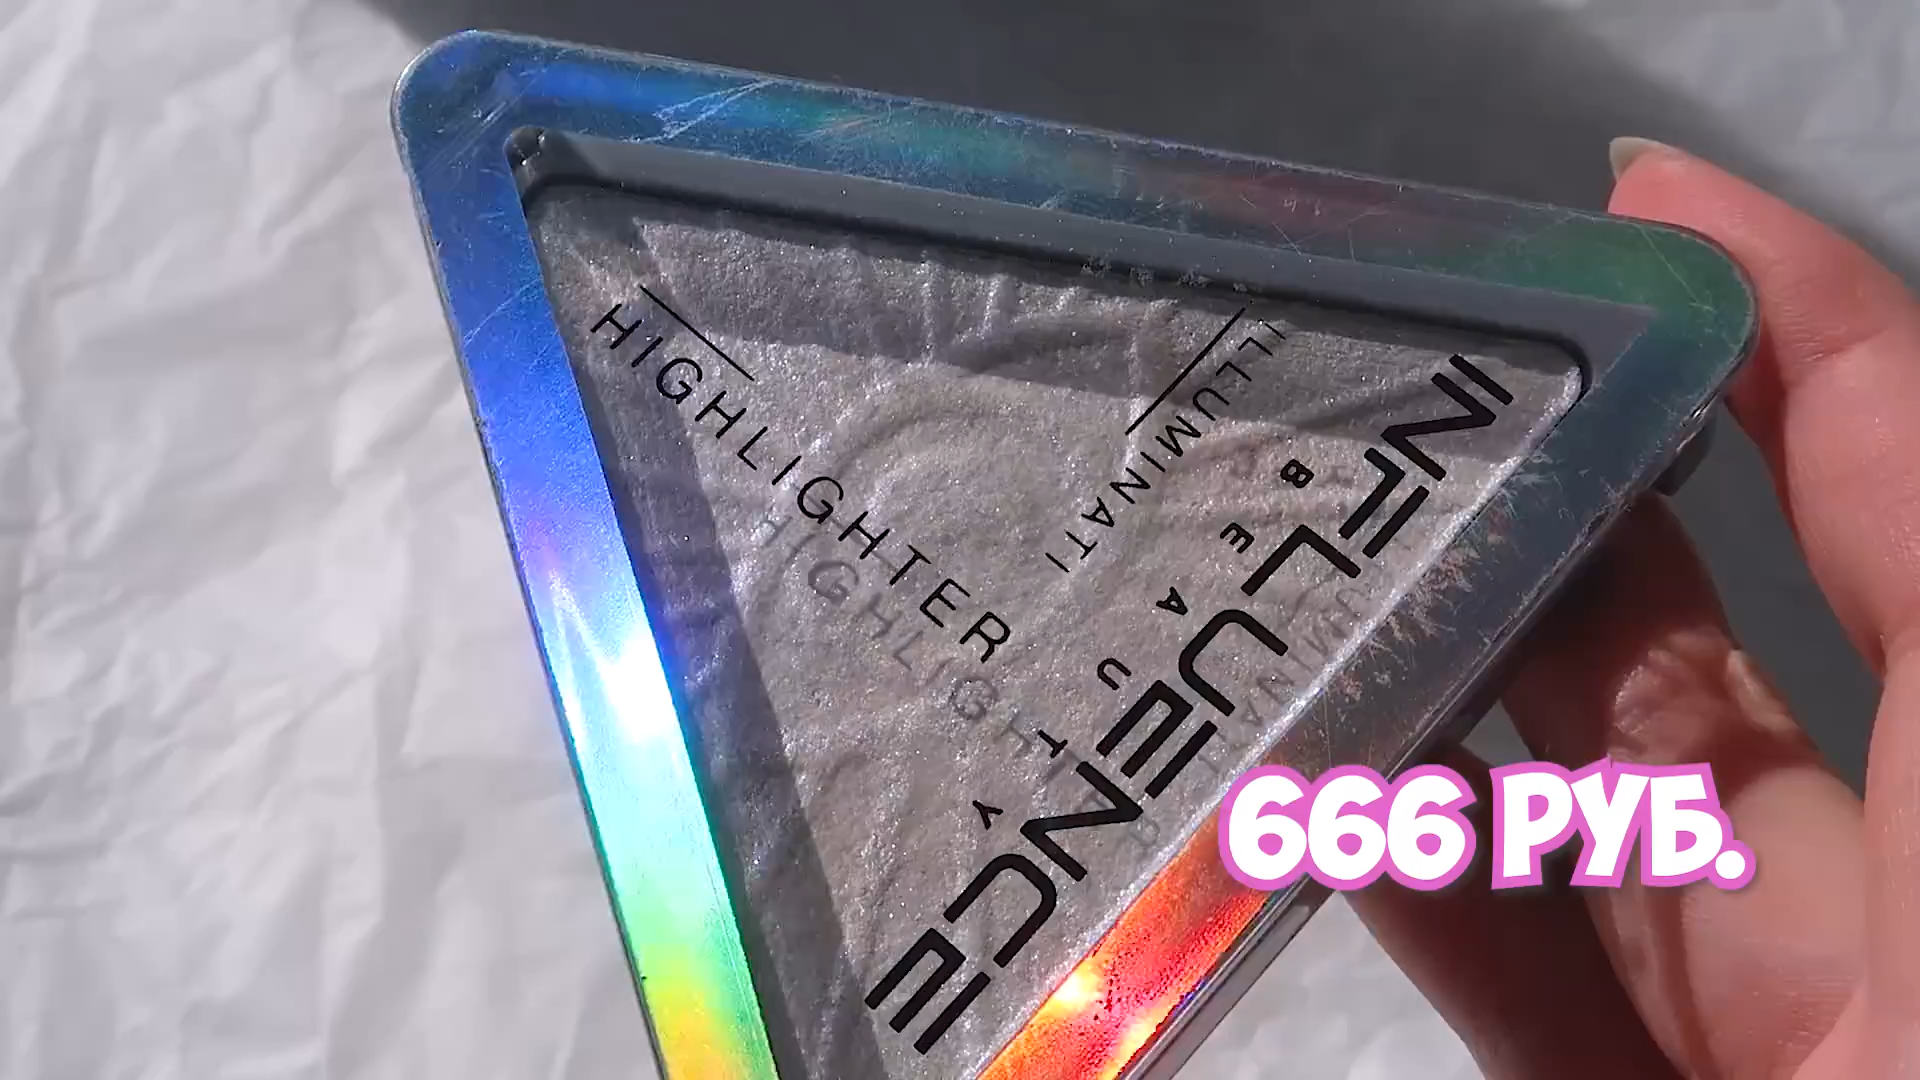 HIGHLIGHTER
ILLUMINATI
INFLUENCE
BEAUTY
666 РУБ.